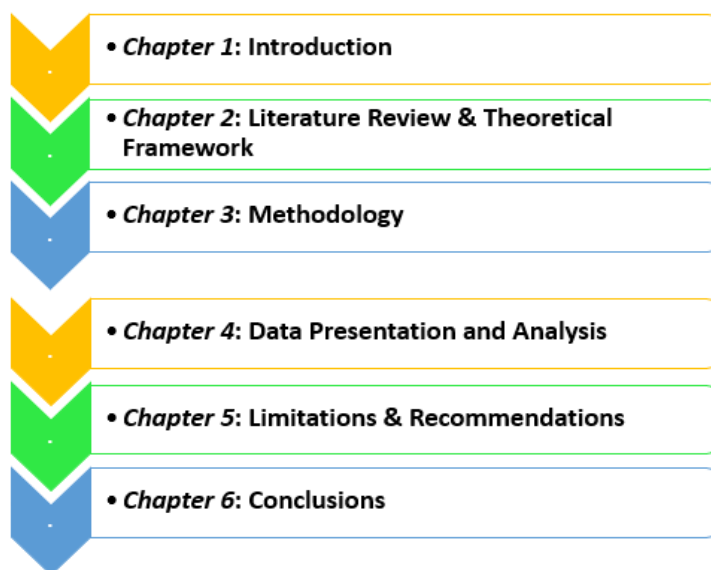 • Chapter 1: Introduction
• Chapter 2: Literature Review & Theoretical
Framework
• Chapter 3: Methodology
• Chapter 4: Data Presentation and Analysis
• Chapter 5: Limitations & Recommendations
• Chapter 6: Conclusions